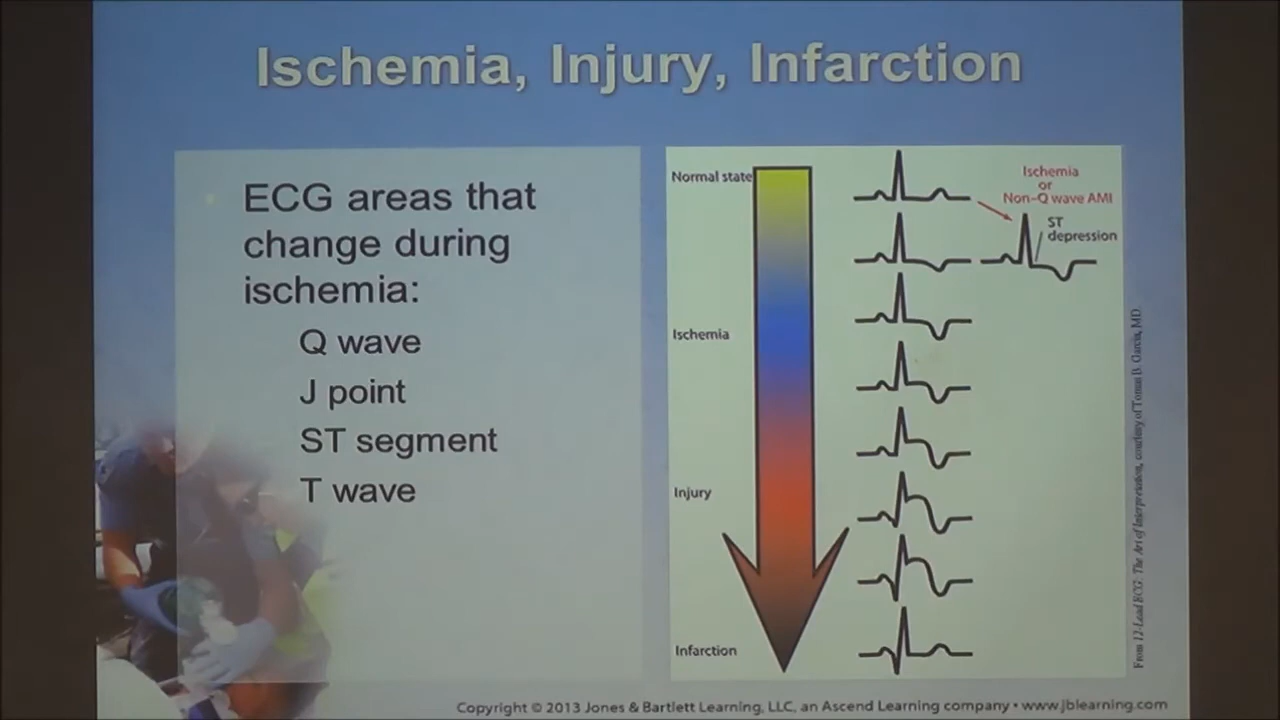 Ischemia, Injury, Infarction
ECG areas that
change during
ischemia:
Q wave
J point
ST segment
T wave
Normal state
Ischemia
Injury
Infarction
Ischemia
or
Non-Q wave AMI
ST
depression
From 12-Lead ECG: The Art of Interpretation, courtesy of Tomas B. Garcia, MD.
Copyright © 2013 Jones & Bartlett Learning, LLC, an Ascend Learning company • www.jblearning.com